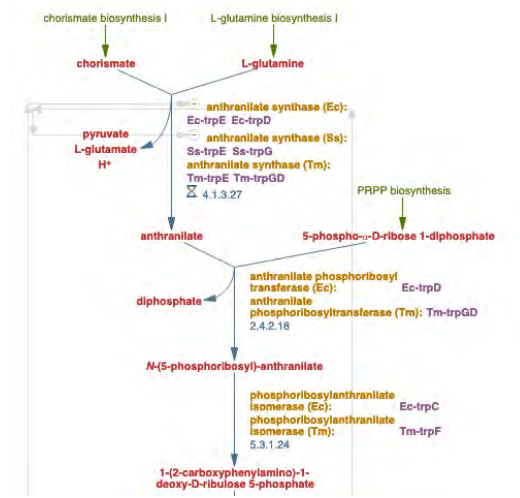 chorismate biosynthesis I
L-glutamine biosynthesis I
chorismate
L-glutamine
anthranilate synthase (Ec):
Ec-trpE Ec-trpD
pyruvate
L-glutamate
H+
anthranilate synthase (Ss):
Ss-trpE Ss-trpG
anthranilate synthase (Tm):
Tm-trpE Tm-trpGD
4.1.3.27
PRPP biosynthesis
anthranilate
5-phospho-α-D-ribose 1-diphosphate
anthranilate phosphoribosyl
transferase (Ec): Ec-trpD
diphosphate
anthranilate
phosphoribosyltransferase (Tm): Tm-trpGD
2.4.2.18
N-(5-phosphoribosyl)-anthranilate
phosphoribosylanthranilate
isomerase (Ec): Ec-trpC
phosphoribosylanthranilate
isomerase (Tm): Tm-trpF
5.3.1.24
1-(2-carboxyphenylamino)-1-
deoxy-D-ribulose 5-phosphate